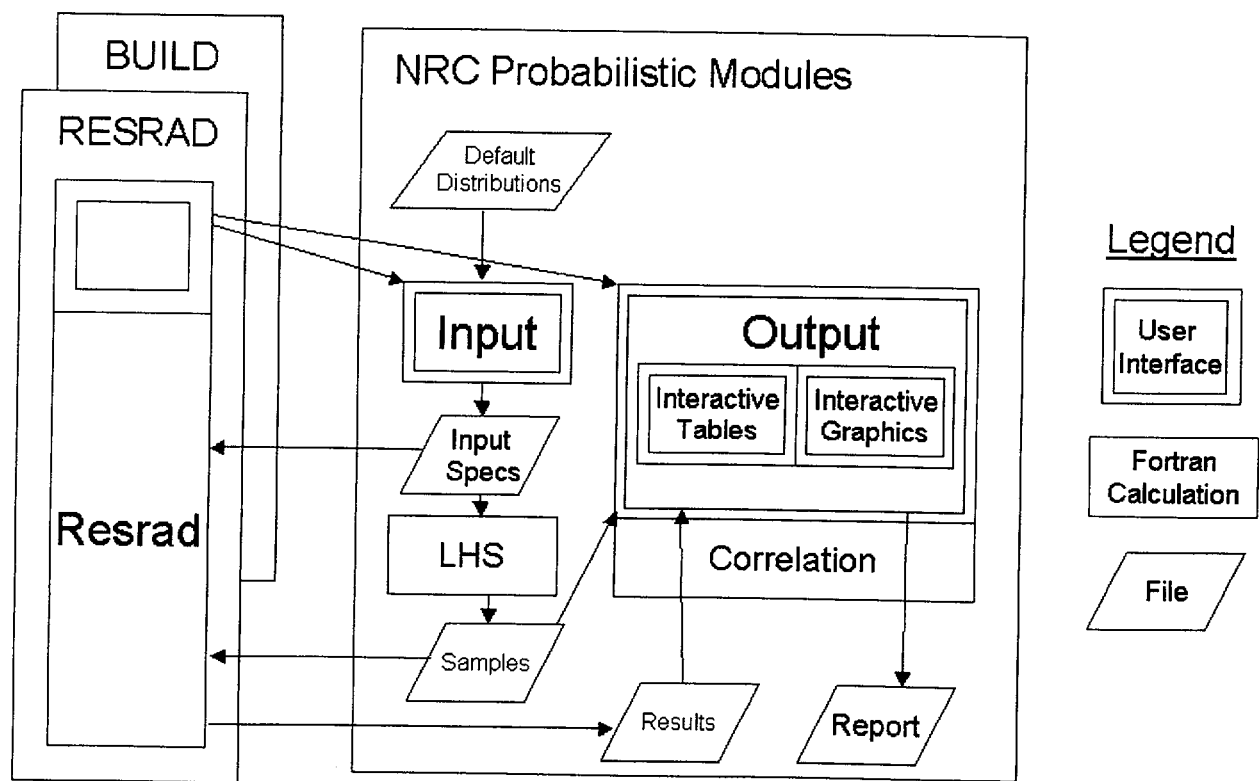 BUILD
RESRAD
Resrad
NRC Probabilistic Modules
Default
Distributions
Input
Input
Specs
LHS
Samples
Output
Interactive
Tables
Interactive
Graphics
Correlation
Results
Report
Legend
User
Interface
Fortran
Calculation
File